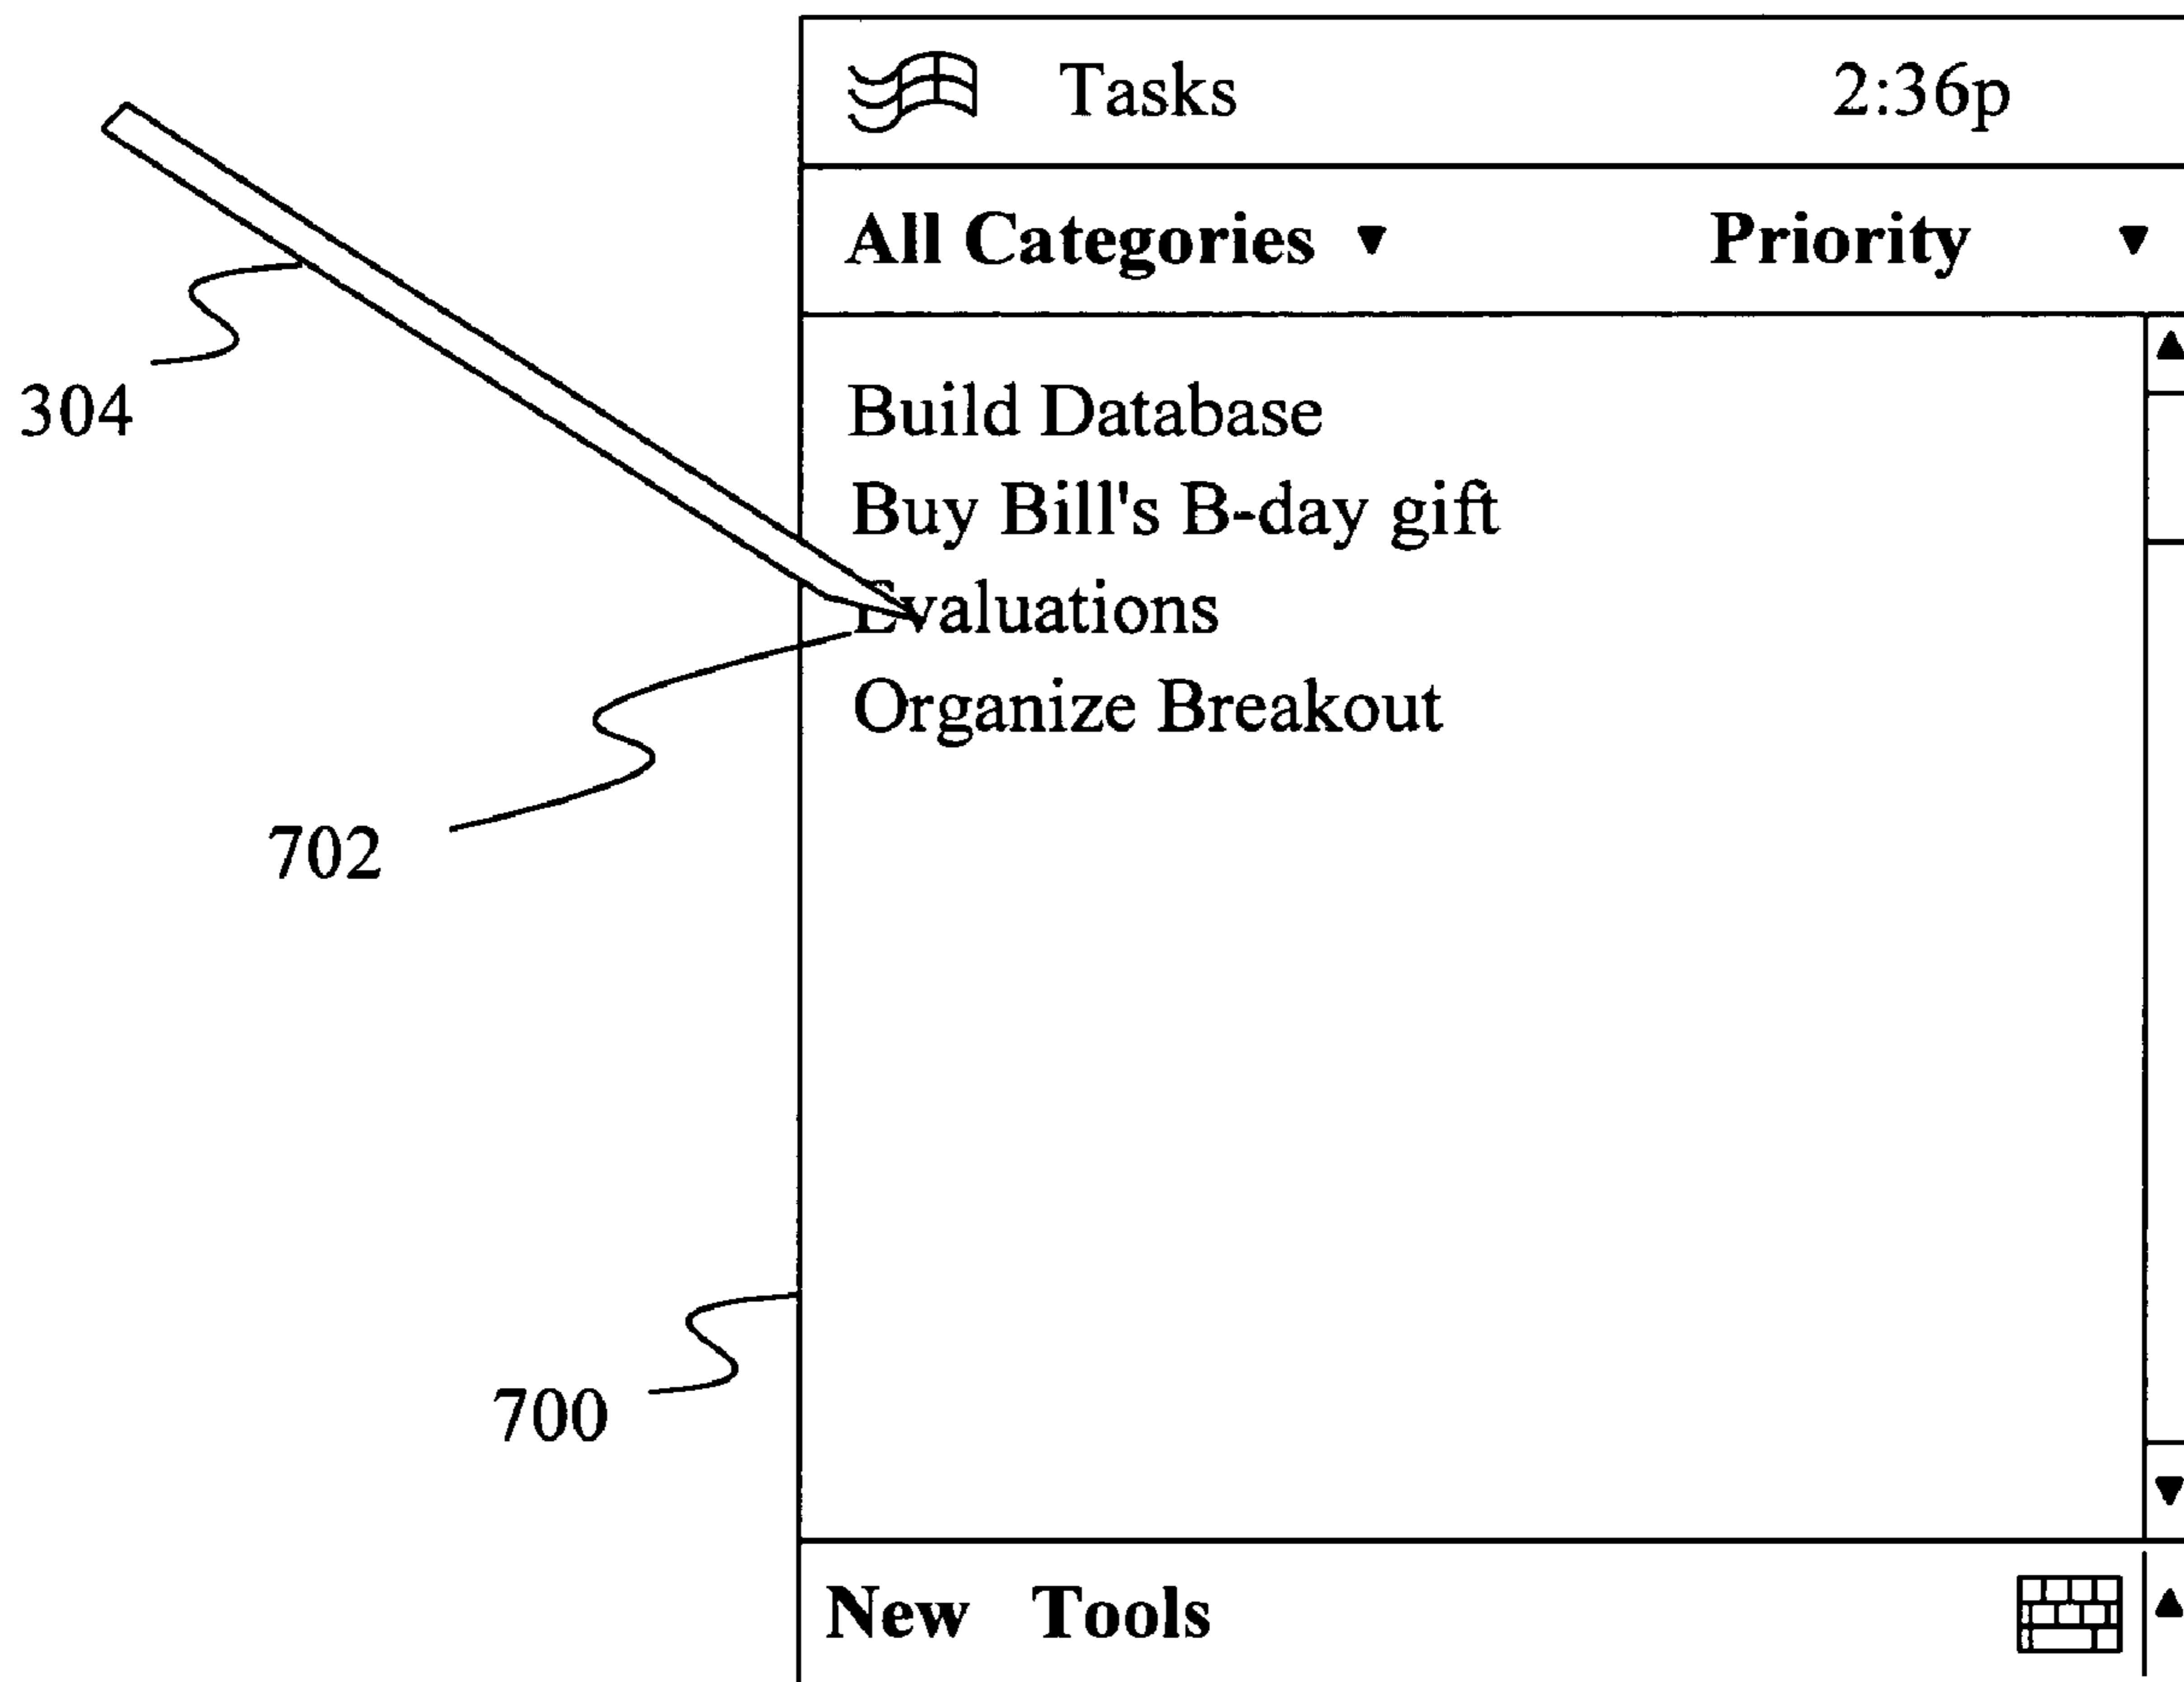 Tasks 2:36p
All Categories ▼ Priority ▼
304
Build Database
Buy Bill's B-day gift
Evaluations
Organize Breakout
702
700
New Tools